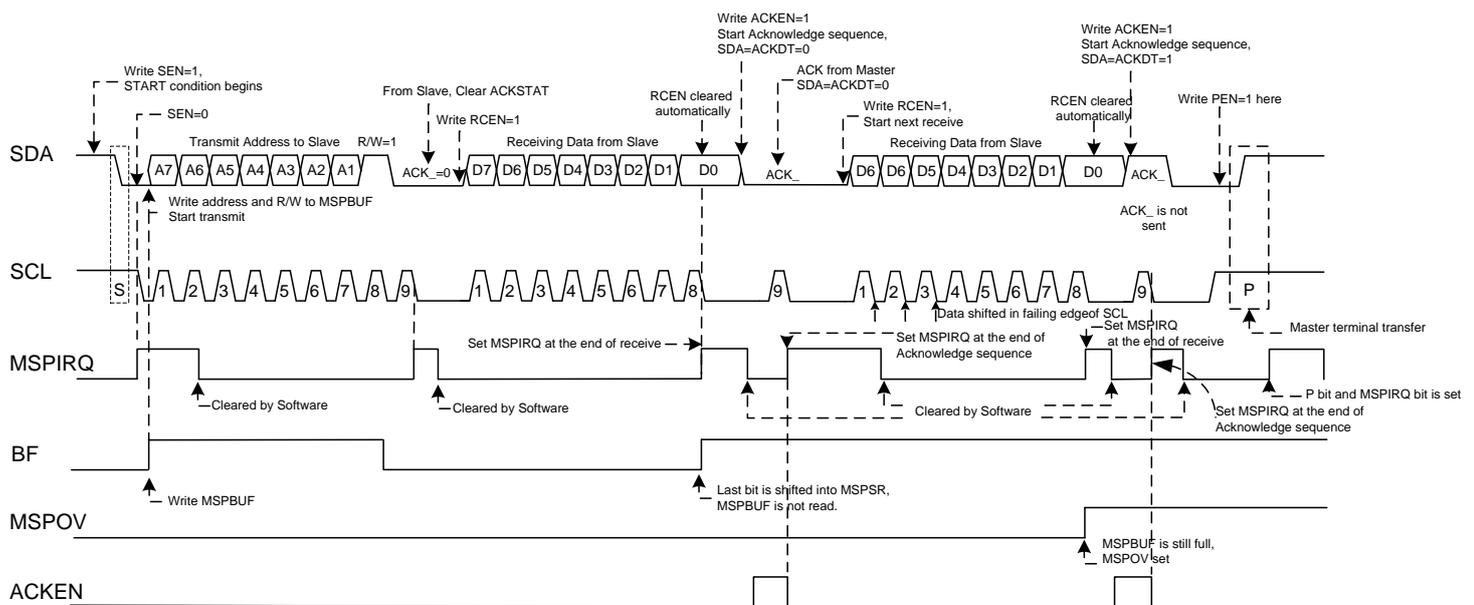 Write ACKEN=1
Start Acknowledge sequence,
SDA=ACKDT=0
Write ACKEN=1
Start Acknowledge sequence,
SDA=ACKDT=1
Write SEN=1,
START condition begins
ACK from Master
SDA=ACKDT=0
From Slave, Clear ACKSTAT
RCEN cleared
automatically
Write RCEN=1,
Start next receive
RCEN cleared
automatically
Write PEN=1 here
SEN=0
Write RCEN=1
Transmit Address to Slave
R/W=1
Receiving Data from Slave
Receiving Data from Slave
SDA
A7 A6 A5 A4 A3 A2 A1 ACK_=0 D7 D6 D5 D4 D3 D2 D1 D0 ACK_ D6 D6 D5 D4 D3 D2 D1 D0 ACK_
Write address and R/W to MSPBUF
Start transmit
ACK_ is not
sent
SCL
S 1 2 3 4 5 6 7 8 9 1 2 3 4 5 6 7 8 9 1 2 3 4 5 6 7 8 9 P
Data shifted in failing edgeof SCL
Set MSPIRQ at the end of receive
Set MSPIRQ at the end of
Acknowledge sequence
Set MSPIRQ
at the end of receive
Master terminal transfer
MSPIRQ
Cleared by Software
Cleared by Software
Cleared by Software
P bit and MSPIRQ bit is set
Set MSPIRQ at the end of
Acknowledge sequence
BF
Write MSPBUF
Last bit is shifted into MSPSR,
MSPBUF is not read.
MSPOV
MSPBUF is still full,
MSPOV set
ACKEN